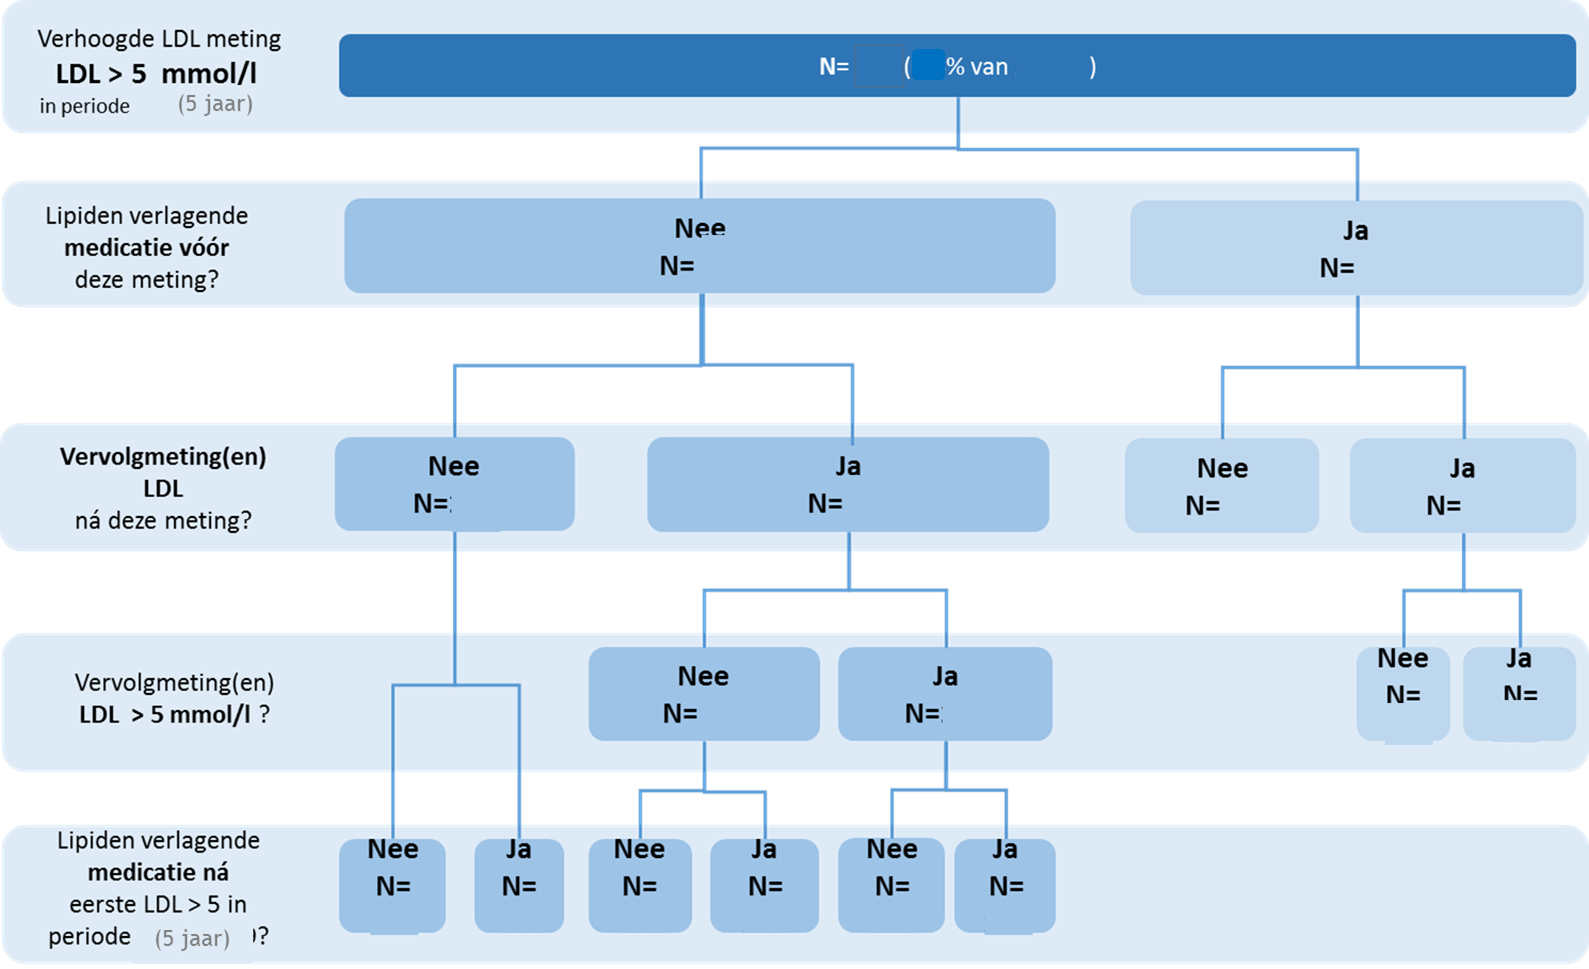 Verhoogde LDL meting
LDL > 5 mmol/l
in periode (5 jaar)
N= ( % van )
Lipiden verlagende
medicatie vóór
deze meting?
Nee
N=
Ja
N=
Vervolgmeting(en)
LDL
ná deze meting?
Nee
N=
Ja
N=
Nee
N=
Ja
N=
Vervolgmeting(en)
LDL > 5 mmol/l ?
Nee
N=
Ja
N=
Nee
N=
Ja
N=
Lipiden verlagende
medicatie ná
eerste LDL > 5 in
periode (5 jaar) ?
Nee
N=
Ja
N=
Nee
N=
Ja
N=
Nee
N=
Ja
N=